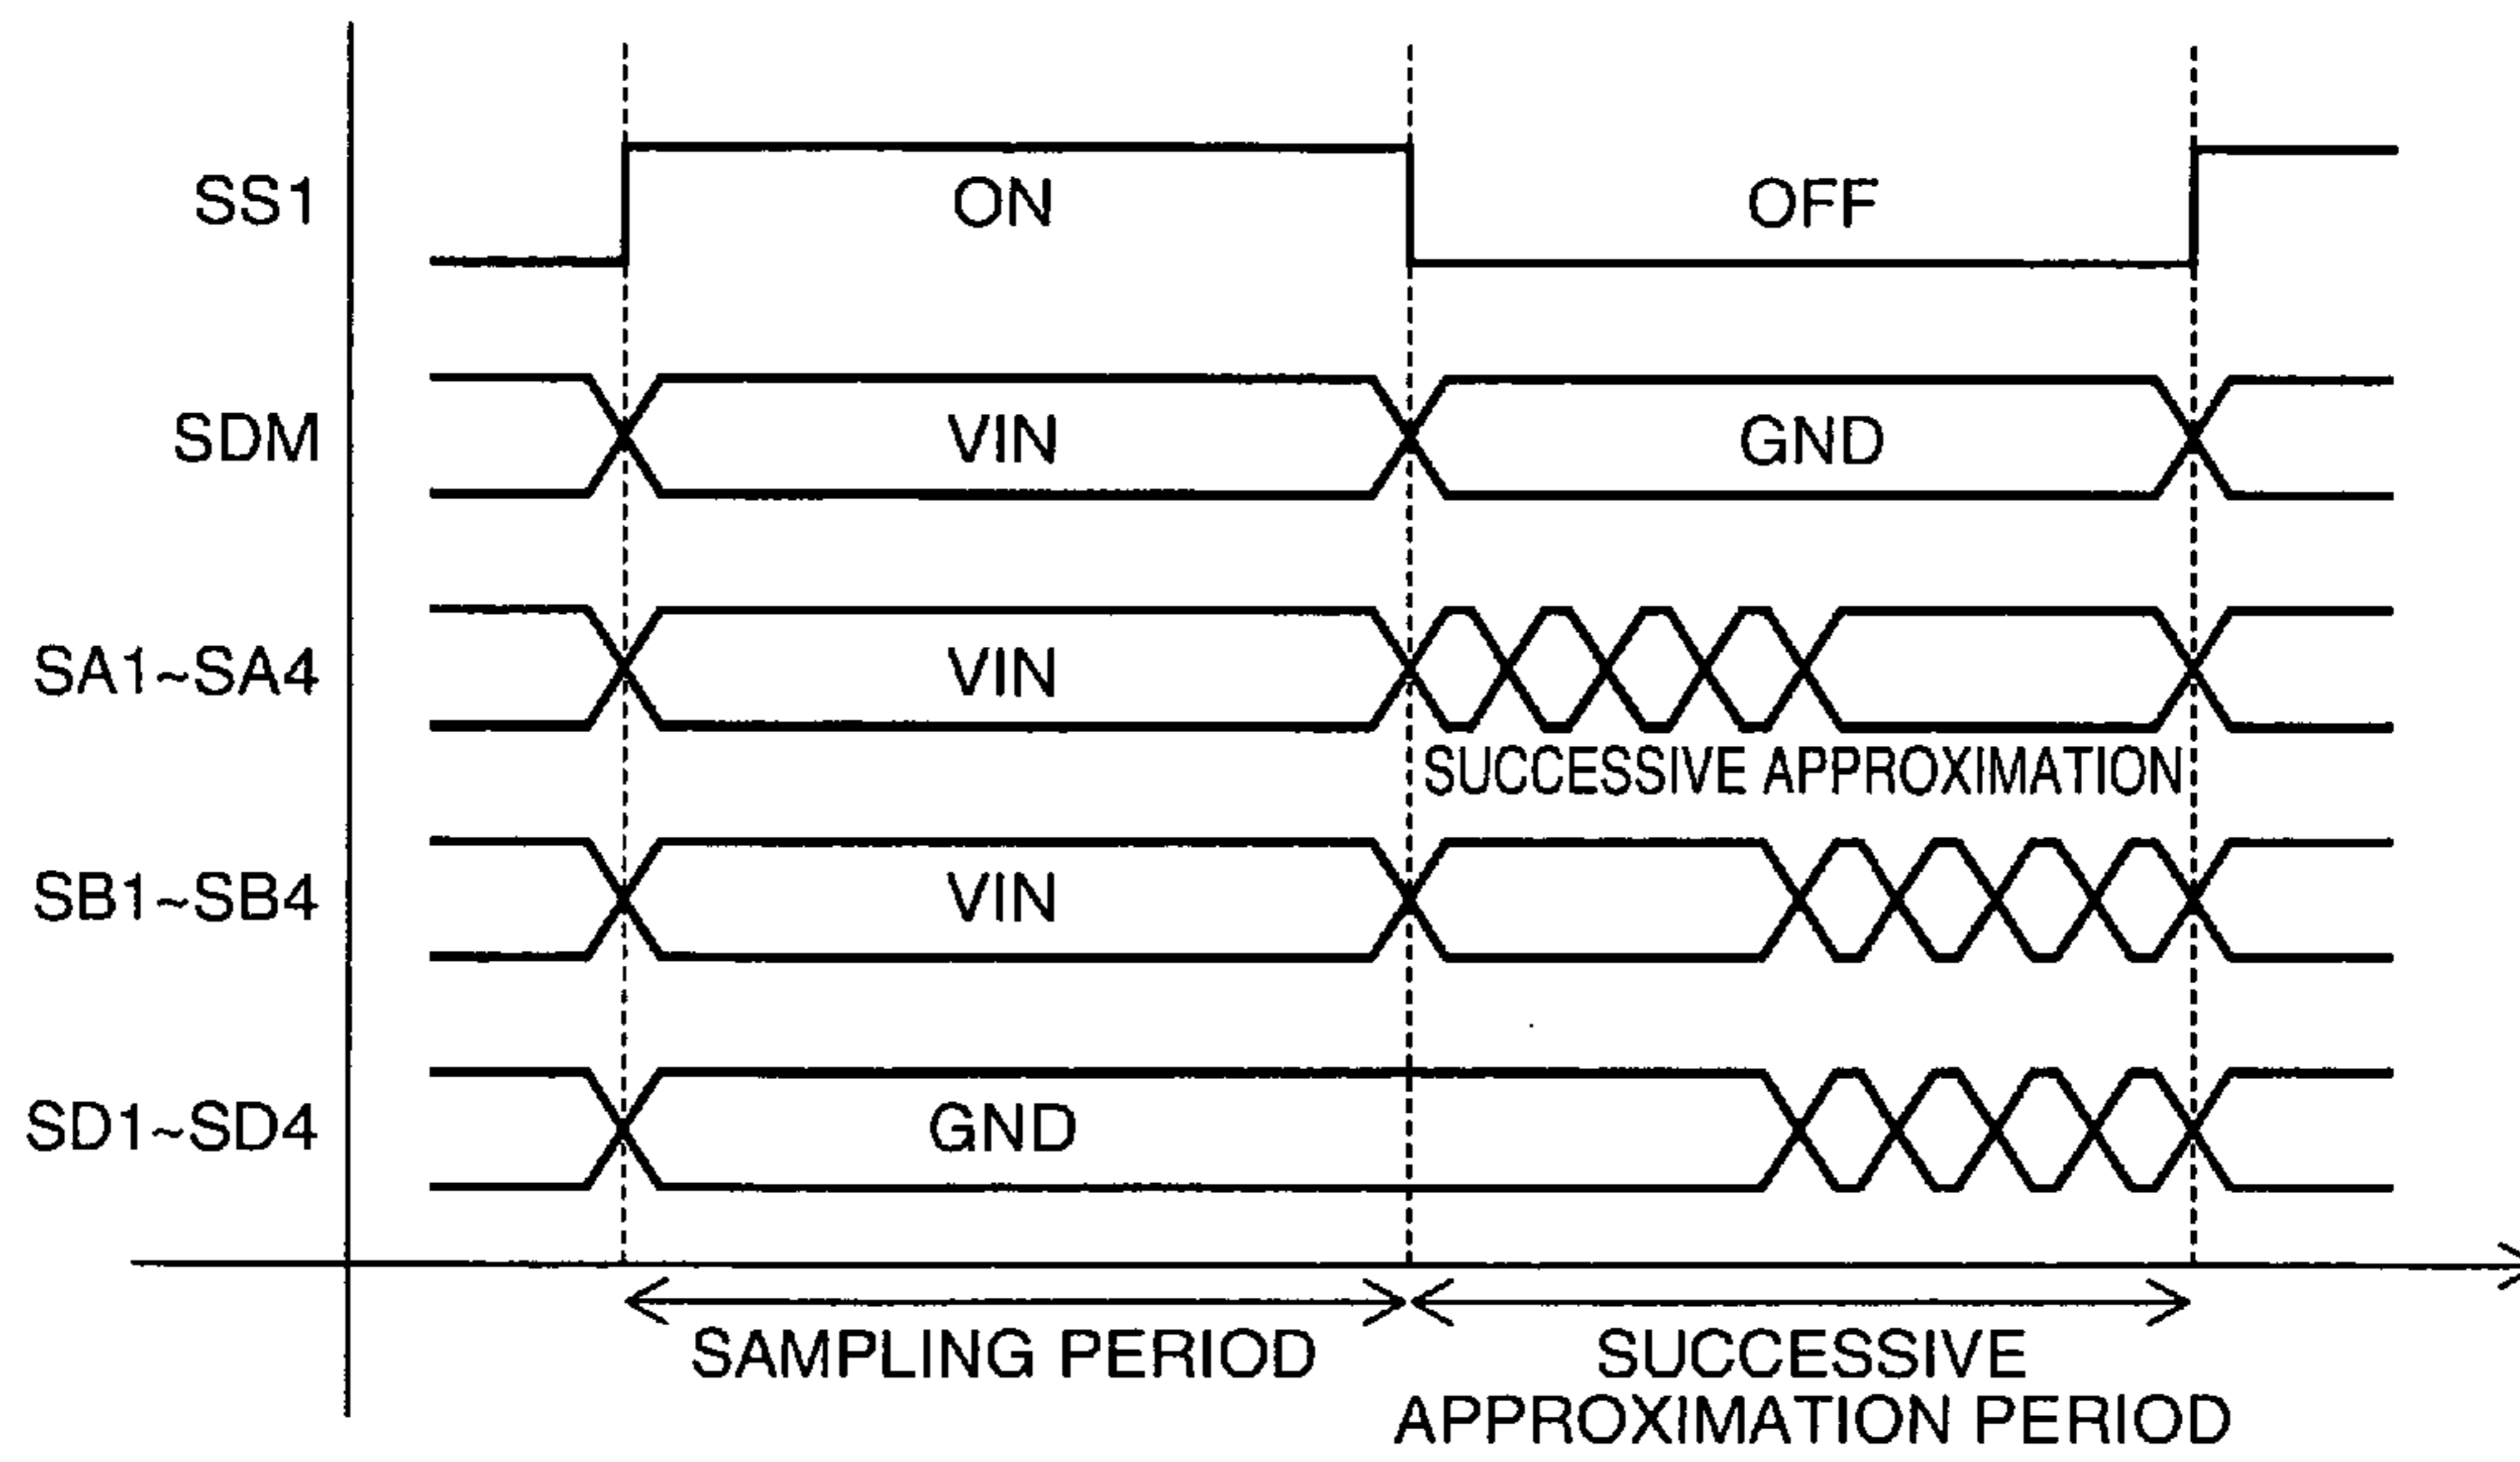 SS1 ON OFF
SDM VIN GND
SA1~SA4 VIN
SUCCESSIVE APPROXIMATION
SB1~SB4 VIN
SD1~SD4 GND
SAMPLING PERIOD
SUCCESSIVE
APPROXIMATION PERIOD